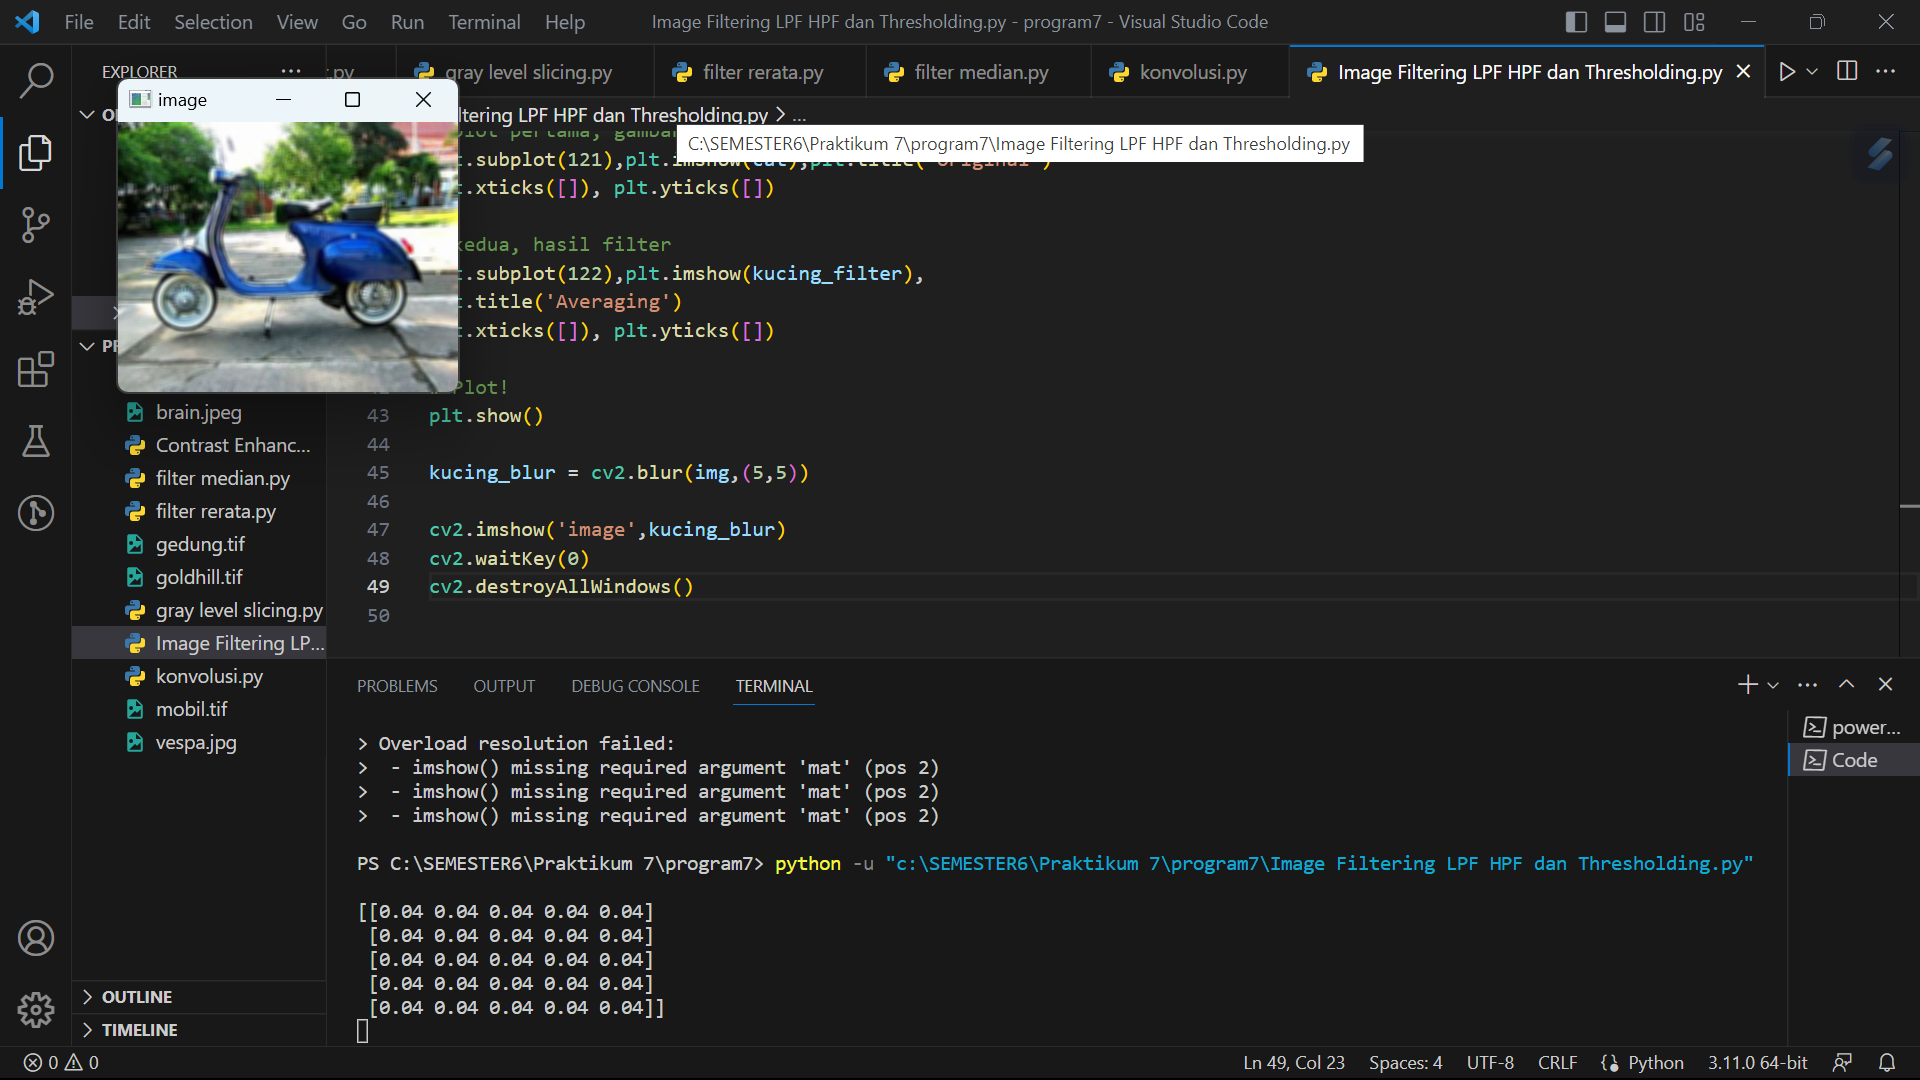 File Edit Selection View Go Run Terminal Help
Image Filtering LPF HPF dan Thresholding.py - program7 - Visual Studio Code
EXPLORER
gray level slicing.py
filter rerata.py
filter median.py
konvolusi.py
Image Filtering LPF HPF dan Thresholding.py
image
ltering LPF HPF dan Thresholding.py > ...
C:\SEMESTER6\Praktikum 7\program7\Image Filtering LPF HPF dan Thresholding.py
.subplot(121),plt.imshow(cat),plt.title('Original')
.xticks([]), plt.yticks([])
kedua, hasil filter
.subplot(122),plt.imshow(kucing_filter),
.title('Averaging')
.xticks([]), plt.yticks([])
Plot!
43 plt.show()
44
45 kucing_blur = cv2.blur(img,(5,5))
46
47 cv2.imshow('image',kucing_blur)
48 cv2.waitKey(0)
49 cv2.destroyAllWindows()
50
brain.jpeg
Contrast Enhanc...
filter median.py
filter rerata.py
gedung.tif
goldhill.tif
gray level slicing.py
Image Filtering LP...
konvolusi.py
mobil.tif
vespa.jpg
OUTLINE
TIMELINE
PROBLEMS OUTPUT DEBUG CONSOLE TERMINAL
power...
Code
> Overload resolution failed:
>  - imshow() missing required argument 'mat' (pos 2)
>  - imshow() missing required argument 'mat' (pos 2)
>  - imshow() missing required argument 'mat' (pos 2)
PS C:\SEMESTER6\Praktikum 7\program7> python -u "c:\SEMESTER6\Praktikum 7\program7\Image Filtering LPF HPF dan Thresholding.py"
[[0.04 0.04 0.04 0.04 0.04]
[0.04 0.04 0.04 0.04 0.04]
[0.04 0.04 0.04 0.04 0.04]
[0.04 0.04 0.04 0.04 0.04]
[0.04 0.04 0.04 0.04 0.04]]
0 0
Ln 49, Col 23 Spaces: 4 UTF-8 CRLF Python 3.11.0 64-bit